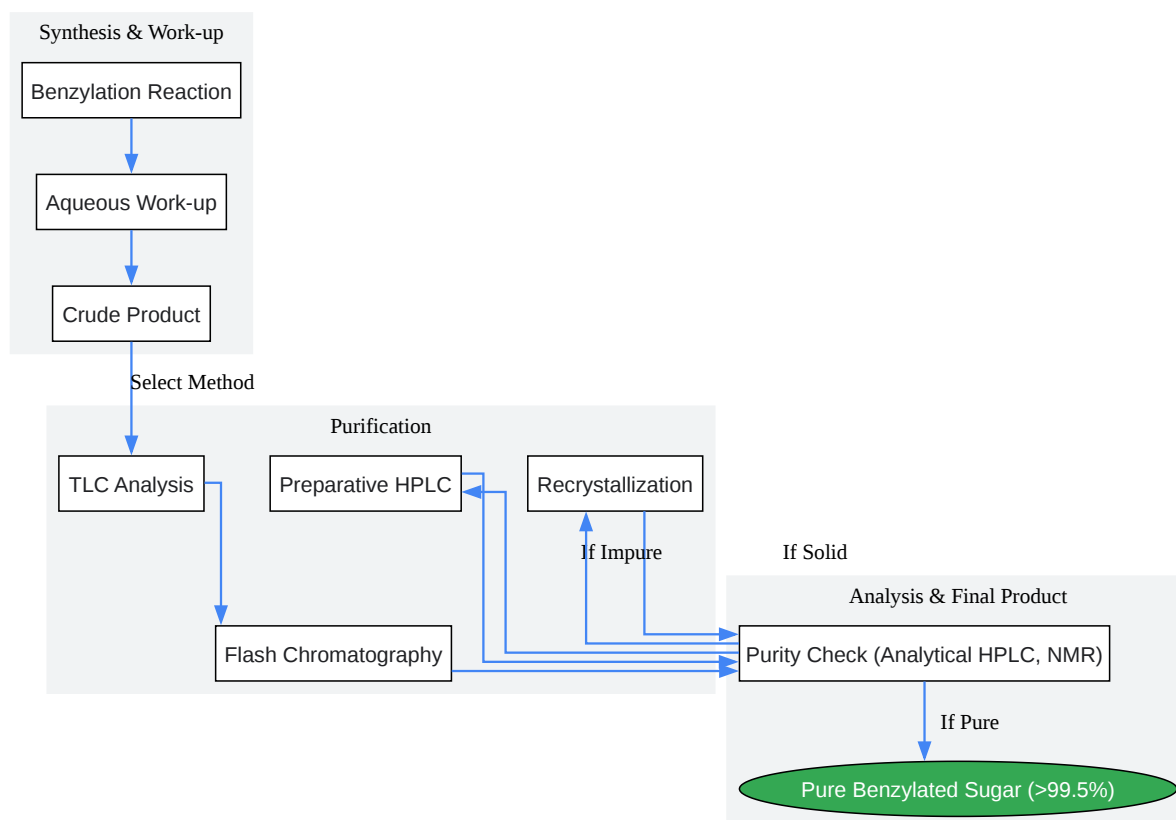 Synthesis & Work-up
Benzylation Reaction
Aqueous Work-up
Crude Product
Select Method
Purification
TLC Analysis
Preparative HPLC
Recrystallization
If Impure
If Solid
Analysis & Final Product
Flash Chromatography
Purity Check (Analytical HPLC, NMR)
If Pure
Pure Benzylated Sugar (>99.5%)